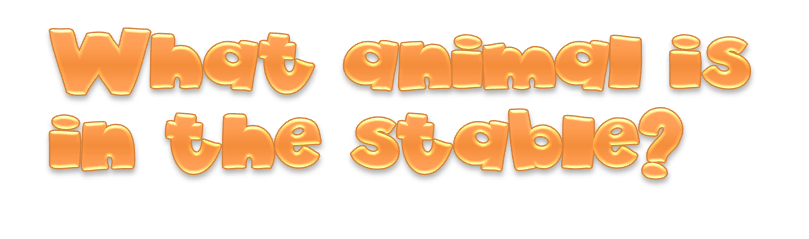 What animal is
in the stable?